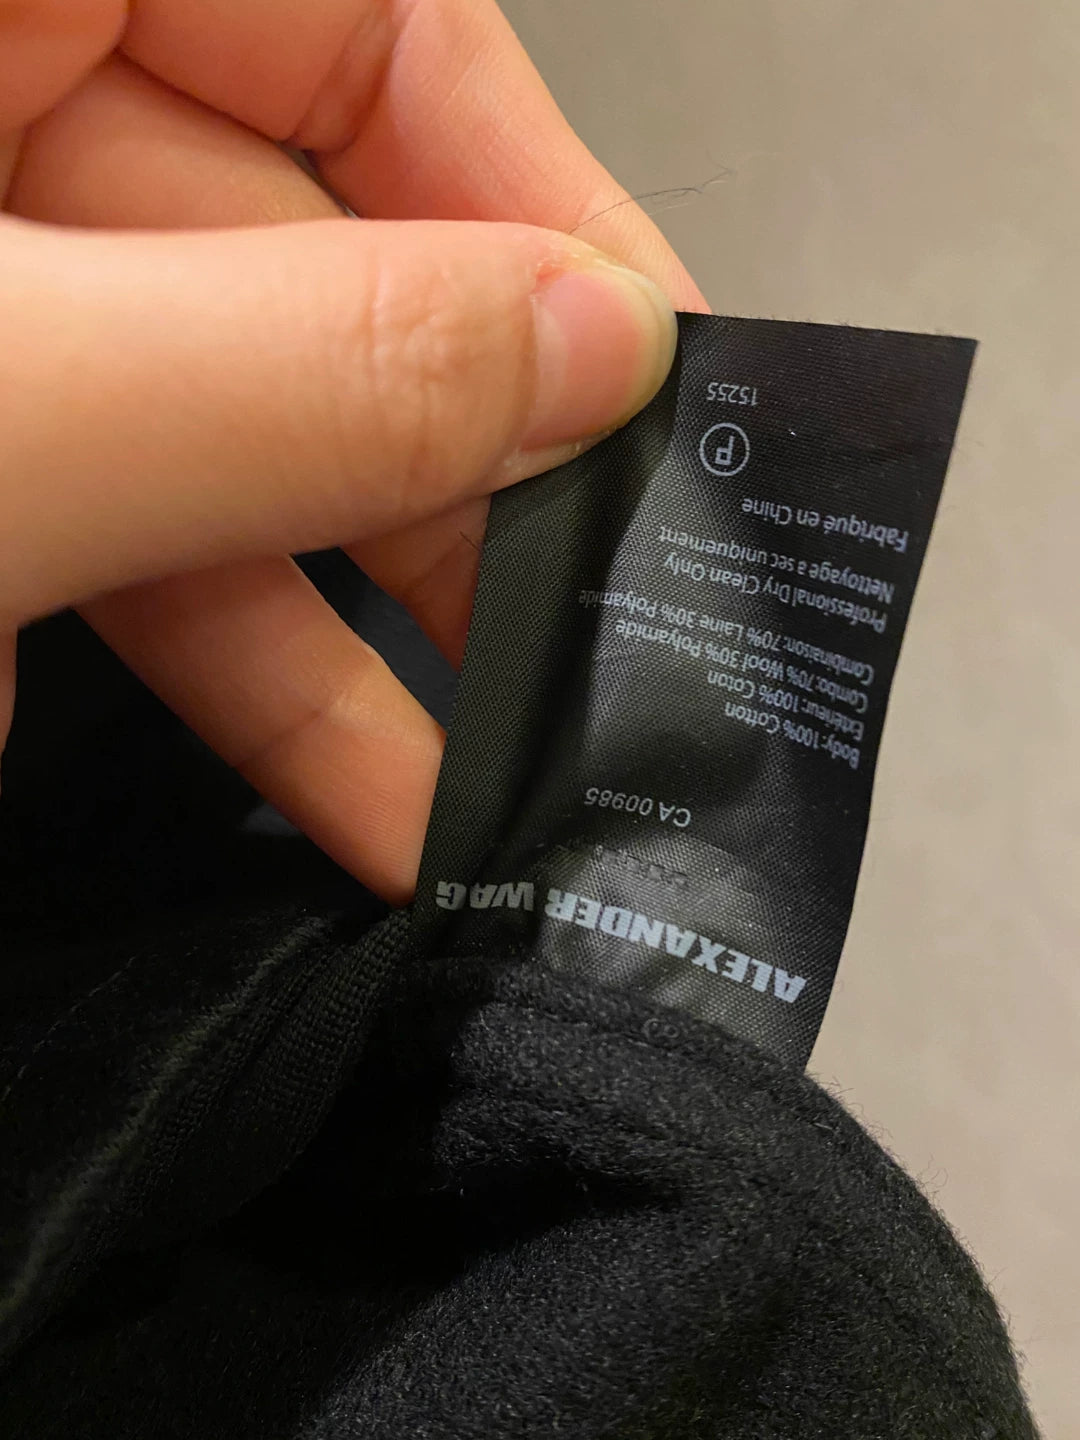 ALEXANDER WAG
CA 00985
Body: 100% Cotton
Extérieur: 100% Coton
Combo: 70% Wool 30% Polyamide
Combinaison: 70% Laine 30% Polyamide
Professional Dry Clean Only
Nettoyage a sec uniquement
Fabriqué en Chine
P
15255